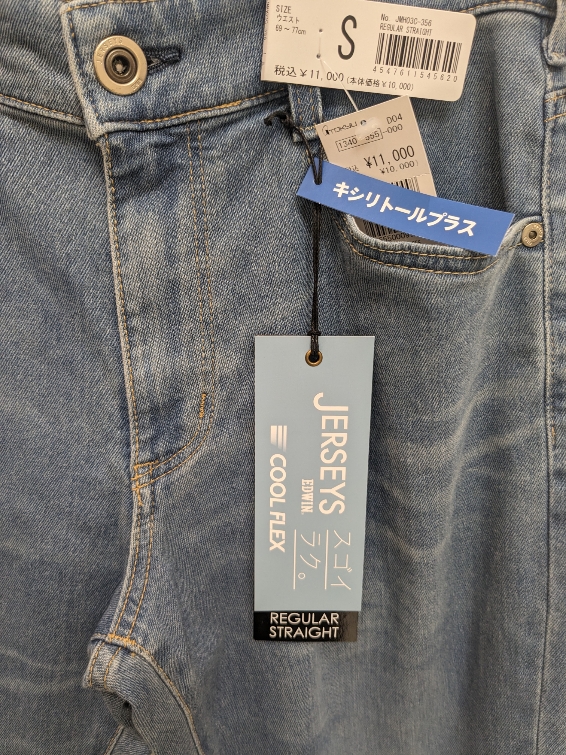 SIZE
ウエスト
69～77cm
S
No. JMH03C-356
REGULAR STRAIGHT
4547611545820
税込¥11,000(本体価格¥10,000)
D04
-000
¥11,000
¥10,000)
キシリトールプラス
JERSEYS
EDWIN.
COOL FLEX
スゴイ
ラク。
REGULAR
STRAIGHT